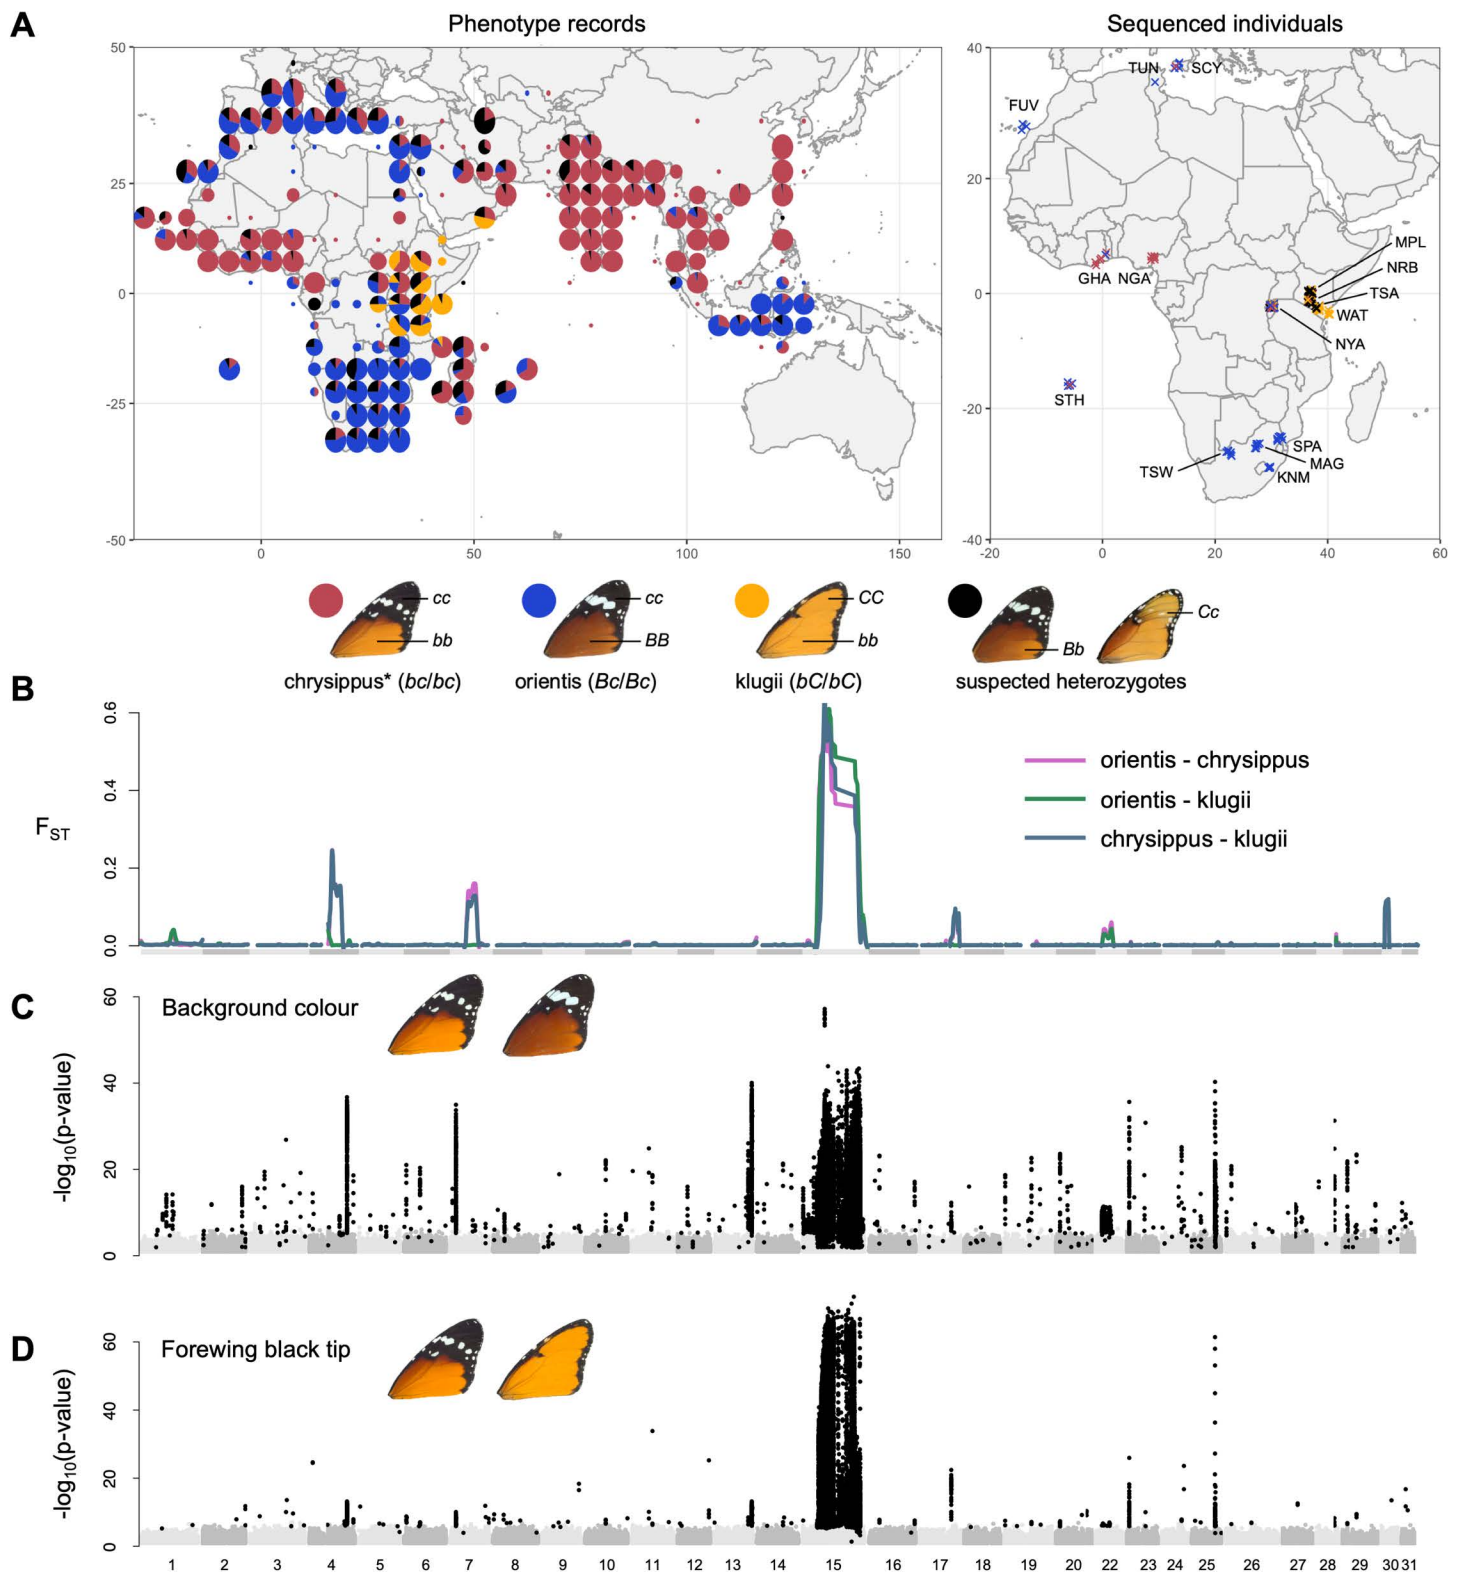 A
Phenotype records
Sequenced individuals
50
25
0
-25
-50
0
50
100
150
40
20
0
-20
-40
-20
0
20
40
60
TUN
SCY
FUV
GHA
NGA
MPL
NRB
TSA
WAT
NYA
STH
SPA
MAG
TSW
KNM
cc
bb
cc
BB
CC
bb
Bb
Cc
chrysippus* (bc/bc)
orientis (Bc/Bc)
klugii (bC/bC)
suspected heterozygotes
B
FST
0.6
0.4
0.2
0.0
orientis - chrysippus
orientis - klugii
chrysippus - klugii
C
Background colour
-log10(p-value)
60
40
20
0
D
Forewing black tip
-log10(p-value)
60
40
20
0
1 2 3 4 5 6 7 8 9 10 11 12 13 14 15 16 17 18 19 20 22 23 24 25 26 27 28 29 30 31